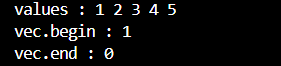 values : 1 2 3 4 5
vec.begin : 1
vec.end : 0